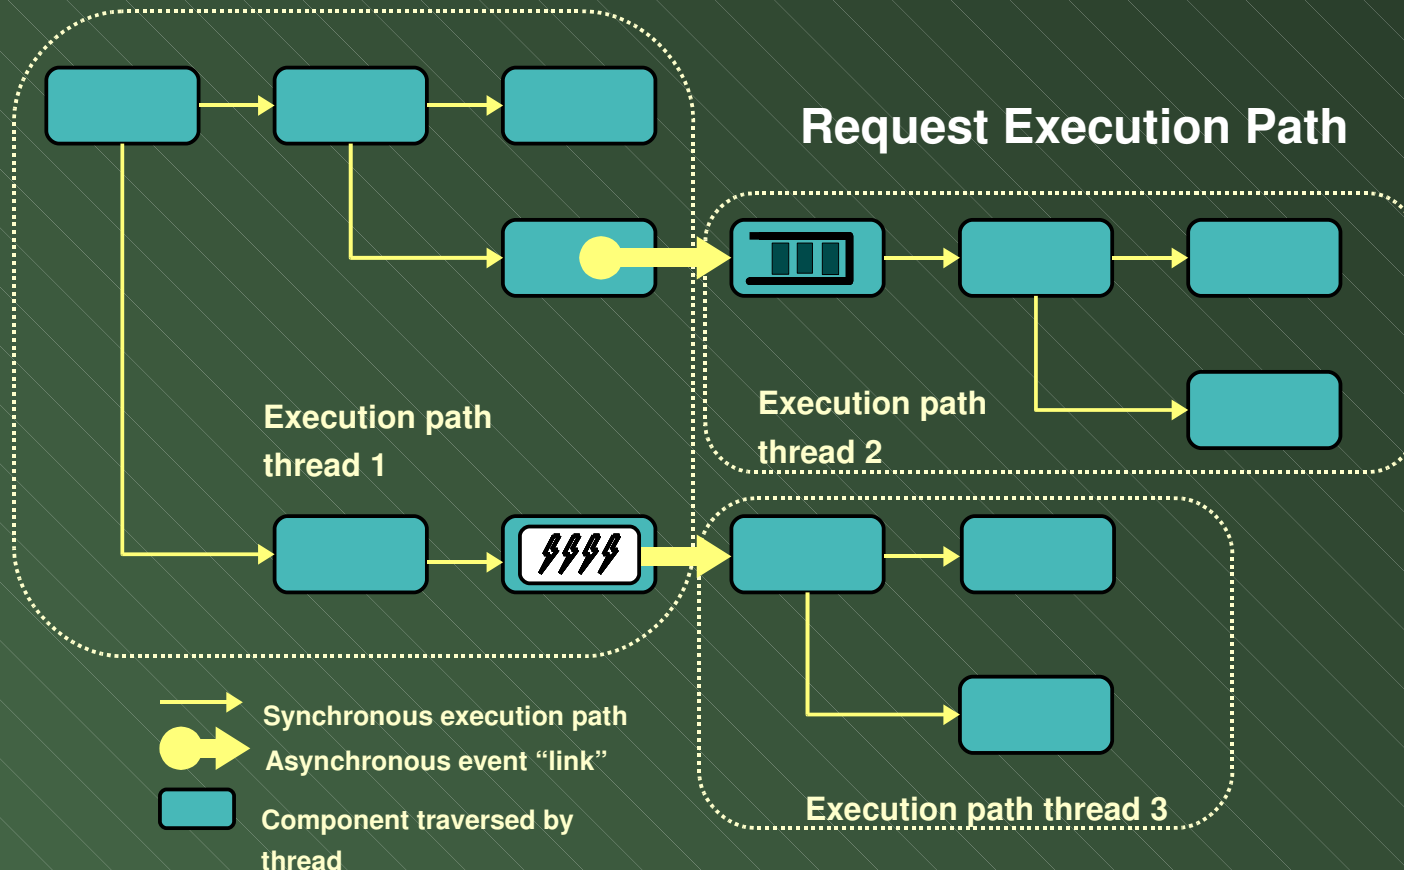 Request Execution Path
Execution path
thread 1
Execution path
thread 2
Synchronous execution path
Asynchronous event “link”
Component traversed by
thread
Execution path thread 3